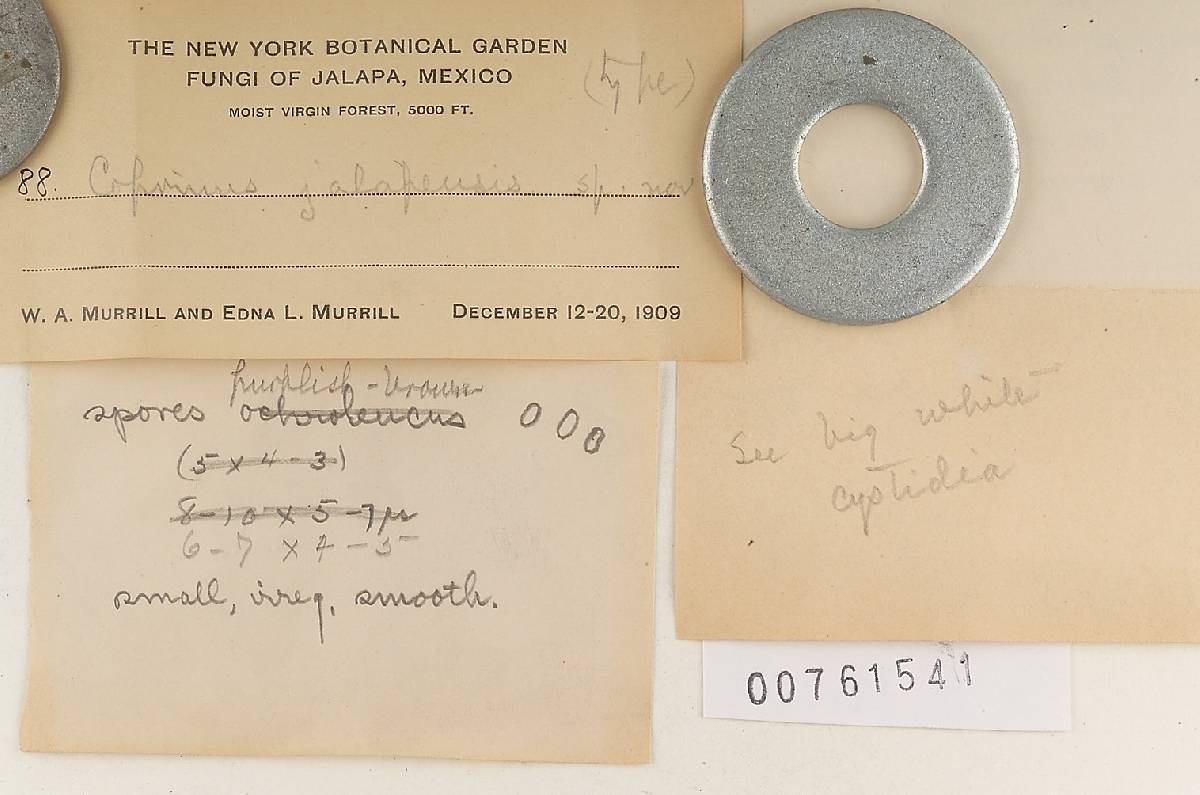 THE NEW YORK BOTANICAL GARDEN
FUNGI OF JALAPA, MEXICO
(type)
MOIST VIRGIN FOREST, 5000 FT.
88. Coprinus jalapensis sp. nov
W. A. MURRILL AND EDNA L. MURRILL DECEMBER 12-20, 1909
purplish-brown
spores ochroleucus
(5 x 4-3)
8-10 x 5-7µ
6-7 x 4-5
small, irreg, smooth.
See big white
cystidia
00761541